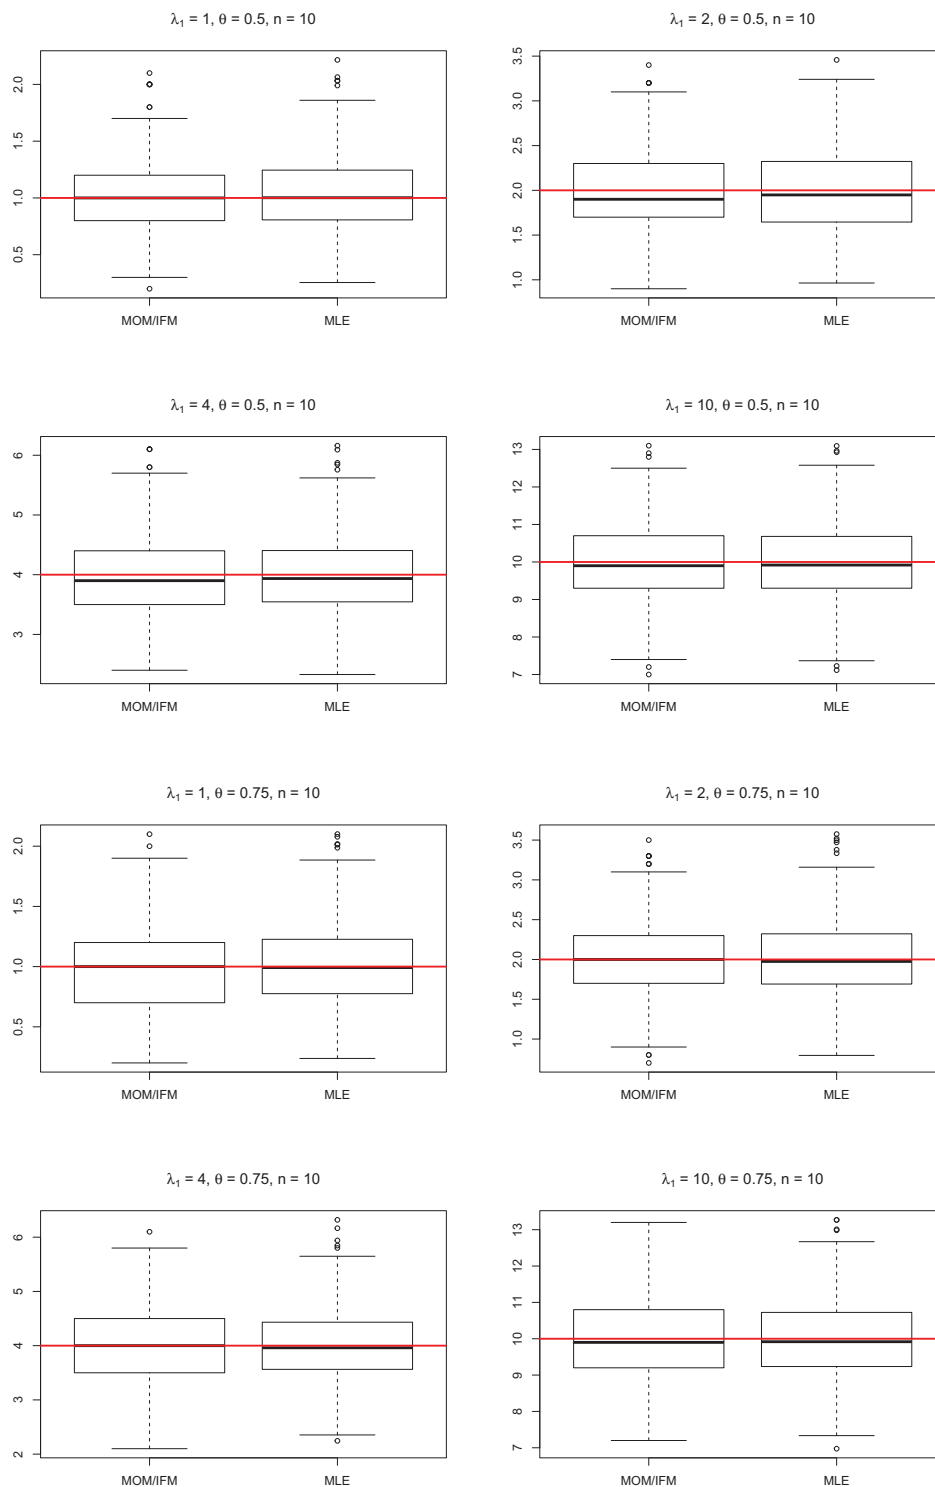 λ₁ = 1, θ = 0.5, n = 10
0.5 1.0 1.5 2.0
MOM/IFM MLE
λ₁ = 2, θ = 0.5, n = 10
1.0 1.5 2.0 2.5 3.0 3.5
MOM/IFM MLE
λ₁ = 4, θ = 0.5, n = 10
3 4 5 6
MOM/IFM MLE
λ₁ = 10, θ = 0.5, n = 10
7 8 9 10 11 12 13
MOM/IFM MLE
λ₁ = 1, θ = 0.75, n = 10
0.5 1.0 1.5 2.0
MOM/IFM MLE
λ₁ = 2, θ = 0.75, n = 10
1.0 1.5 2.0 2.5 3.0 3.5
MOM/IFM MLE
λ₁ = 4, θ = 0.75, n = 10
2 3 4 5 6
MOM/IFM MLE
λ₁ = 10, θ = 0.75, n = 10
7 8 9 10 11 12 13
MOM/IFM MLE